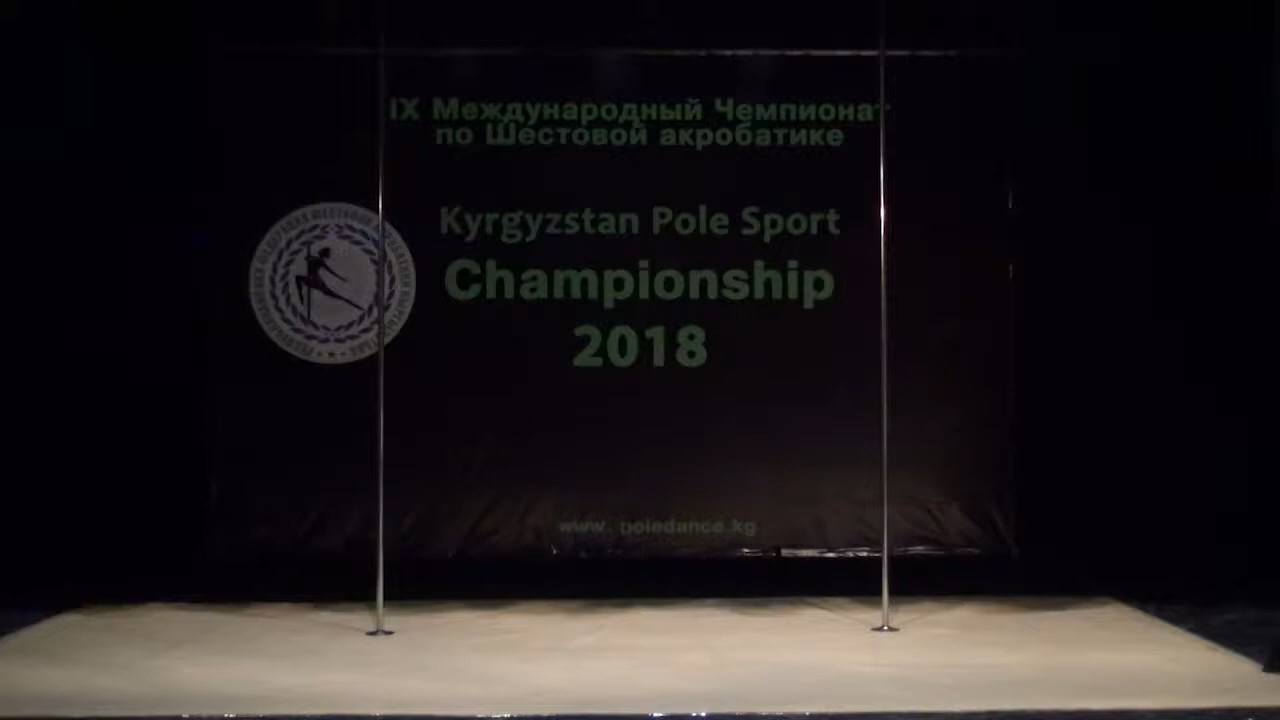 IX Международный Чемпионат
по Шестовой акробатике
Kyrgyzstan Pole Sport
Championship
2018
www. poledance.kg